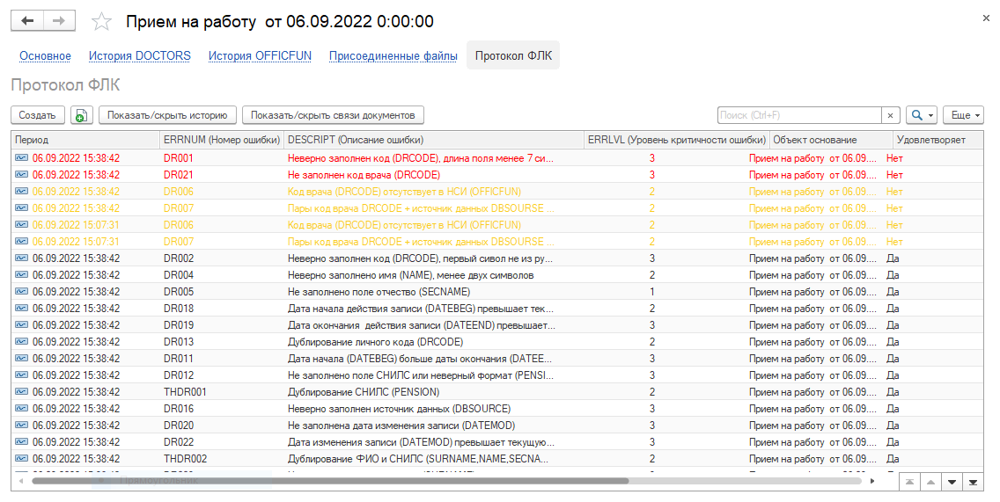 Прием на работу от 06.09.2022 0:00:00
Основное История DOCTORS История OFFICFUN Присоединенные файлы Протокол ФЛК
Протокол ФЛК
Создать Показать/скрыть историю Показать/скрыть связи документов Поиск (Ctrl+F) × Еще
Период ERRNUM (Номер ошибки) DESCRIPT (Описание ошибки) ERRLVL (Уровень критичности ошибки) Объект основание Удовлетворяет
06.09.2022 15:38:42 DR001 Неверно заполнен код (DRCODE), длина поля менее 7 си... 3 Прием на работу от 06.09.... Нет
06.09.2022 15:38:42 DR021 Не заполнен код врача (DRCODE) 3 Прием на работу от 06.09.... Нет
06.09.2022 15:38:42 DR006 Код врача (DRCODE) отсутствует в НСИ (OFFICFUN) 2 Прием на работу от 06.09.... Нет
06.09.2022 15:38:42 DR007 Пары код врача DRCODE + источник данных DBSOURSE ... 2 Прием на работу от 06.09.... Нет
06.09.2022 15:07:31 DR006 Код врача (DRCODE) отсутствует в НСИ (OFFICFUN) 2 Прием на работу от 06.09.... Нет
06.09.2022 15:07:31 DR007 Пары код врача DRCODE + источник данных DBSOURSE ... 2 Прием на работу от 06.09.... Нет
06.09.2022 15:38:42 DR002 Неверно заполнен код (DRCODE), первый сивол не из ру... 3 Прием на работу от 06.09.... Да
06.09.2022 15:38:42 DR004 Неверно заполнено имя (NAME), менее двух символов 2 Прием на работу от 06.09.... Да
06.09.2022 15:38:42 DR005 Не заполнено поле отчество (SECNAME) 1 Прием на работу от 06.09.... Да
06.09.2022 15:38:42 DR018 Дата начала действия записи (DATEBEG) превышает тек... 2 Прием на работу от 06.09.... Да
06.09.2022 15:38:42 DR019 Дата окончания действия записи (DATEEND) превышает... 3 Прием на работу от 06.09.... Да
06.09.2022 15:38:42 DR013 Дублирование личного кода (DRCODE) 2 Прием на работу от 06.09.... Да
06.09.2022 15:38:42 DR011 Дата начала (DATEBEG) больше даты окончания (DATEE... 3 Прием на работу от 06.09.... Да
06.09.2022 15:38:42 DR012 Не заполнено поле СНИЛС или неверный формат (PENSI... 3 Прием на работу от 06.09.... Да
06.09.2022 15:38:42 THDR001 Дублирование СНИЛС (PENSION) 2 Прием на работу от 06.09.... Да
06.09.2022 15:38:42 DR016 Неверно заполнен источник данных (DBSOURCE) 3 Прием на работу от 06.09.... Да
06.09.2022 15:38:42 DR020 Не заполнена дата изменения записи (DATEMOD) 3 Прием на работу от 06.09.... Да
06.09.2022 15:38:42 DR022 Дата изменения записи (DATEMOD) превышает текущую... 3 Прием на работу от 06.09.... Да
06.09.2022 15:38:42 THDR002 Дублирование ФИО и СНИЛС (SURNAME,NAME,SECNA... 2 Прием на работу от 06.09.... Да
Прямоугольник